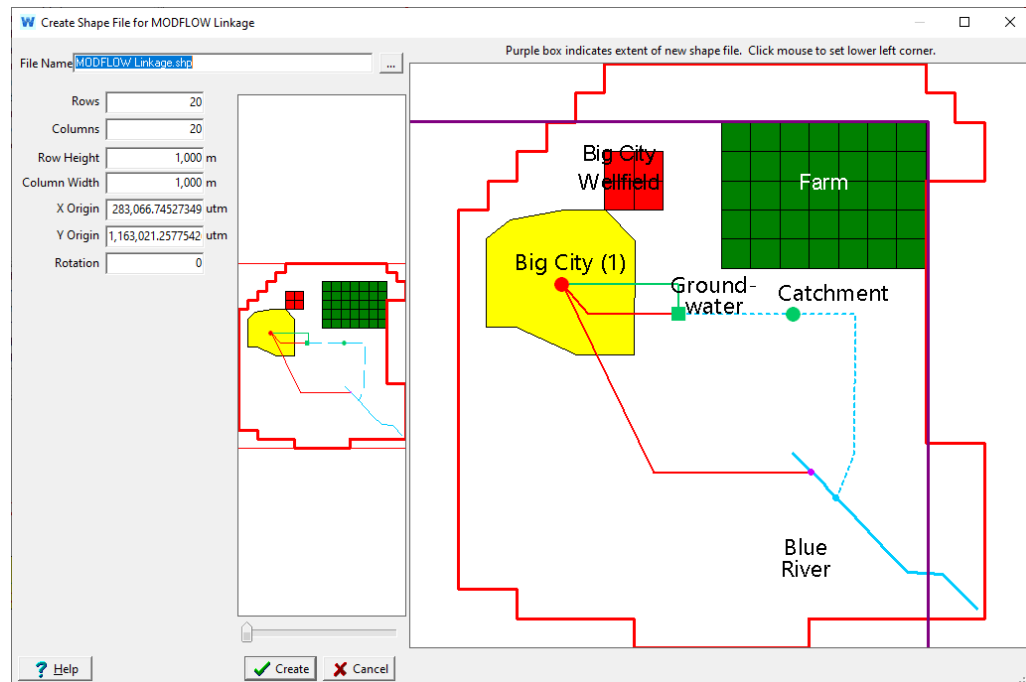 W Create Shape File for MODFLOW Linkage
Purple box indicates extent of new shape file. Click mouse to set lower left corner.
File Name MODFLOW Linkage.shp ...
Rows 20
Columns 20
Row Height 1,000 m
Column Width 1,000 m
X Origin 283,066.74527349 utm
Y Origin 1,163,021.2577542 utm
Rotation 0
Big City
Wellfield
Farm
Big City (1)
Ground-
water
Catchment
Blue
River
? Help
Create
Cancel